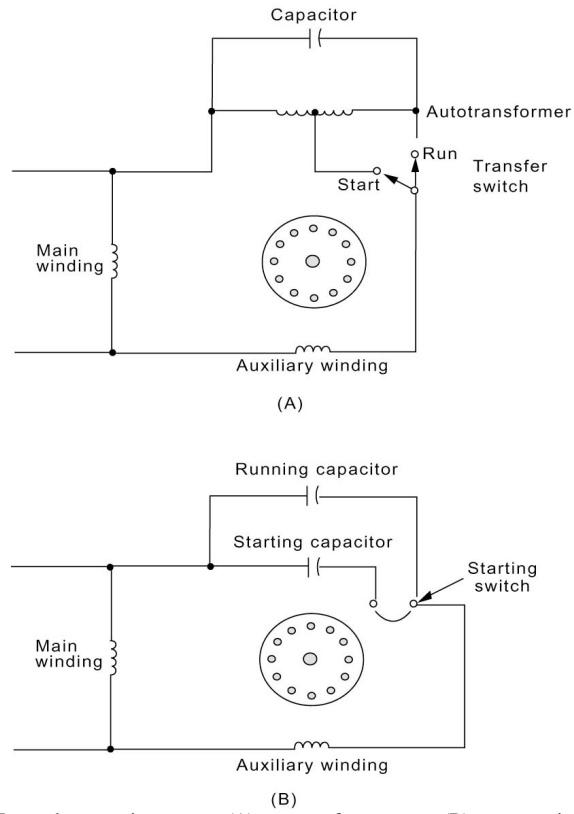 Capacitor
Autotransformer
Run
Transfer
switch
Start
Main
winding
Auxiliary winding
(A)
Running capacitor
Starting capacitor
Starting
switch
Main
winding
Auxiliary winding
(B)